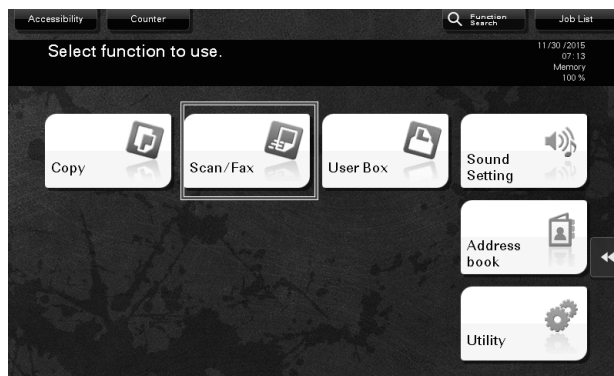 Accessibility
Counter
Function
Search
Job List
Select function to use.
11/30/2015
07:13
Memory
100 %
Copy
Scan/Fax
User Box
Sound
Setting
Address
book
Utility